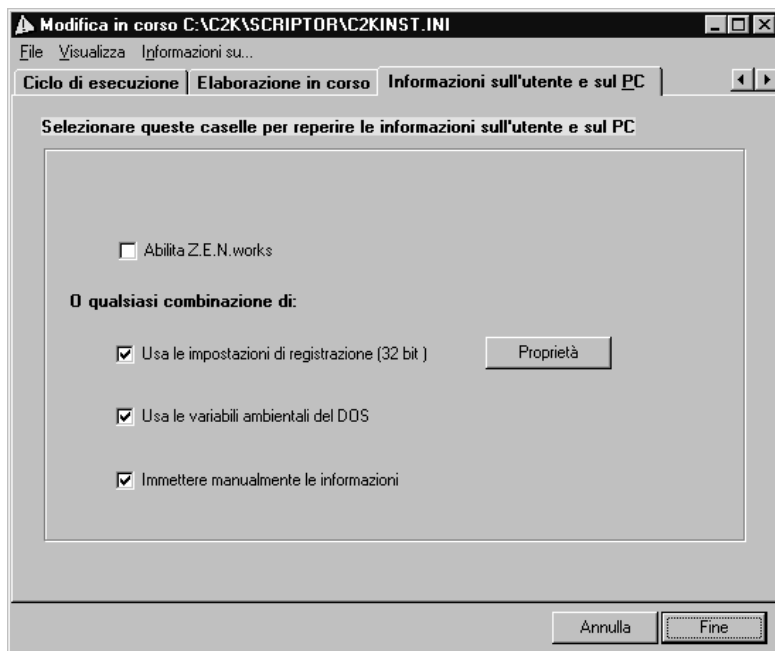 Modifica in corso C:\C2K\SCRIPTOR\C2KINST.INI
File Visualizza Informazioni su...
Ciclo di esecuzione Elaborazione in corso Informazioni sull'utente e sul PC
Selezionare queste caselle per reperire le informazioni sull'utente e sul PC
Abilita Z.E.N.works
O qualsiasi combinazione di:
Usa le impostazioni di registrazione (32 bit ) Proprietà
Usa le variabili ambientali del DOS
Immettere manualmente le informazioni
Annulla Fine